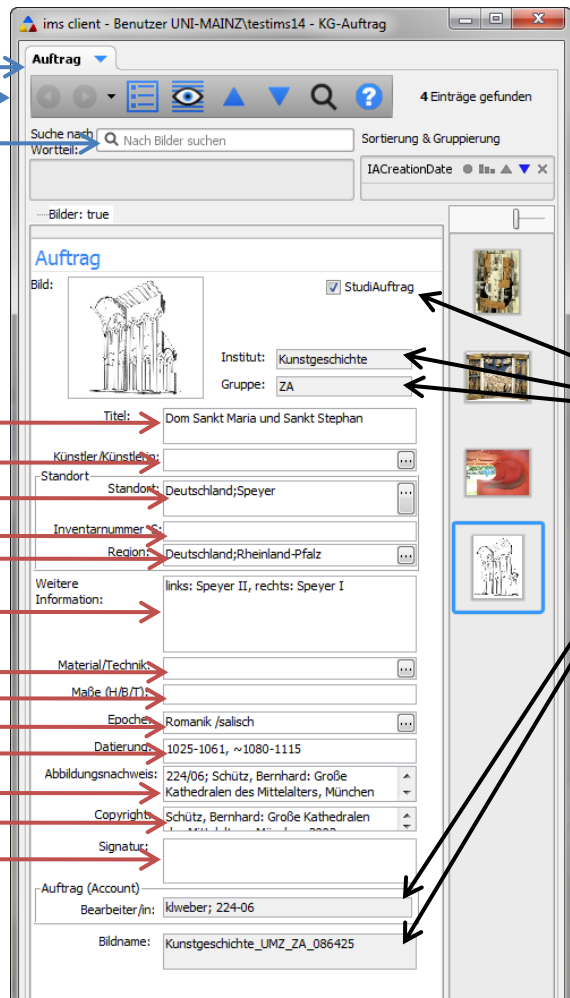 ims client - Benutzer UNI-MAINZ\testims14 - KG-Auftrag
Auftrag
4 Einträge gefunden
Suche nach Wortteil:
Nach Bilder suchen
Sortierung & Gruppierung
IACreationDate
Bilder: true
Auftrag
Bild:
StudiAuftrag
Institut: Kunstgeschichte
Gruppe: ZA
Titel: Dom Sankt Maria und Sankt Stephan
Künstler/Künstlerin:
Standort
Standort: Deutschland;Speyer
Inventarnummer S:
Region: Deutschland;Rheinland-Pfalz
Weitere
Information:
links: Speyer II, rechts: Speyer I
Material/Technik:
Maße (H/B/T):
Epoche: Romanik /salisch
Datierung: 1025-1061, ~1080-1115
Abbildungsnachweis: 224/06; Schütz, Bernhard: Große
Kathedralen des Mittelalters, München
Copyright: Schütz, Bernhard: Große Kathedralen
Signatur:
Auftrag (Account)
Bearbeiter/in: klweber; 224-06
Bildname: Kunstgeschichte_UMZ_ZA_086425